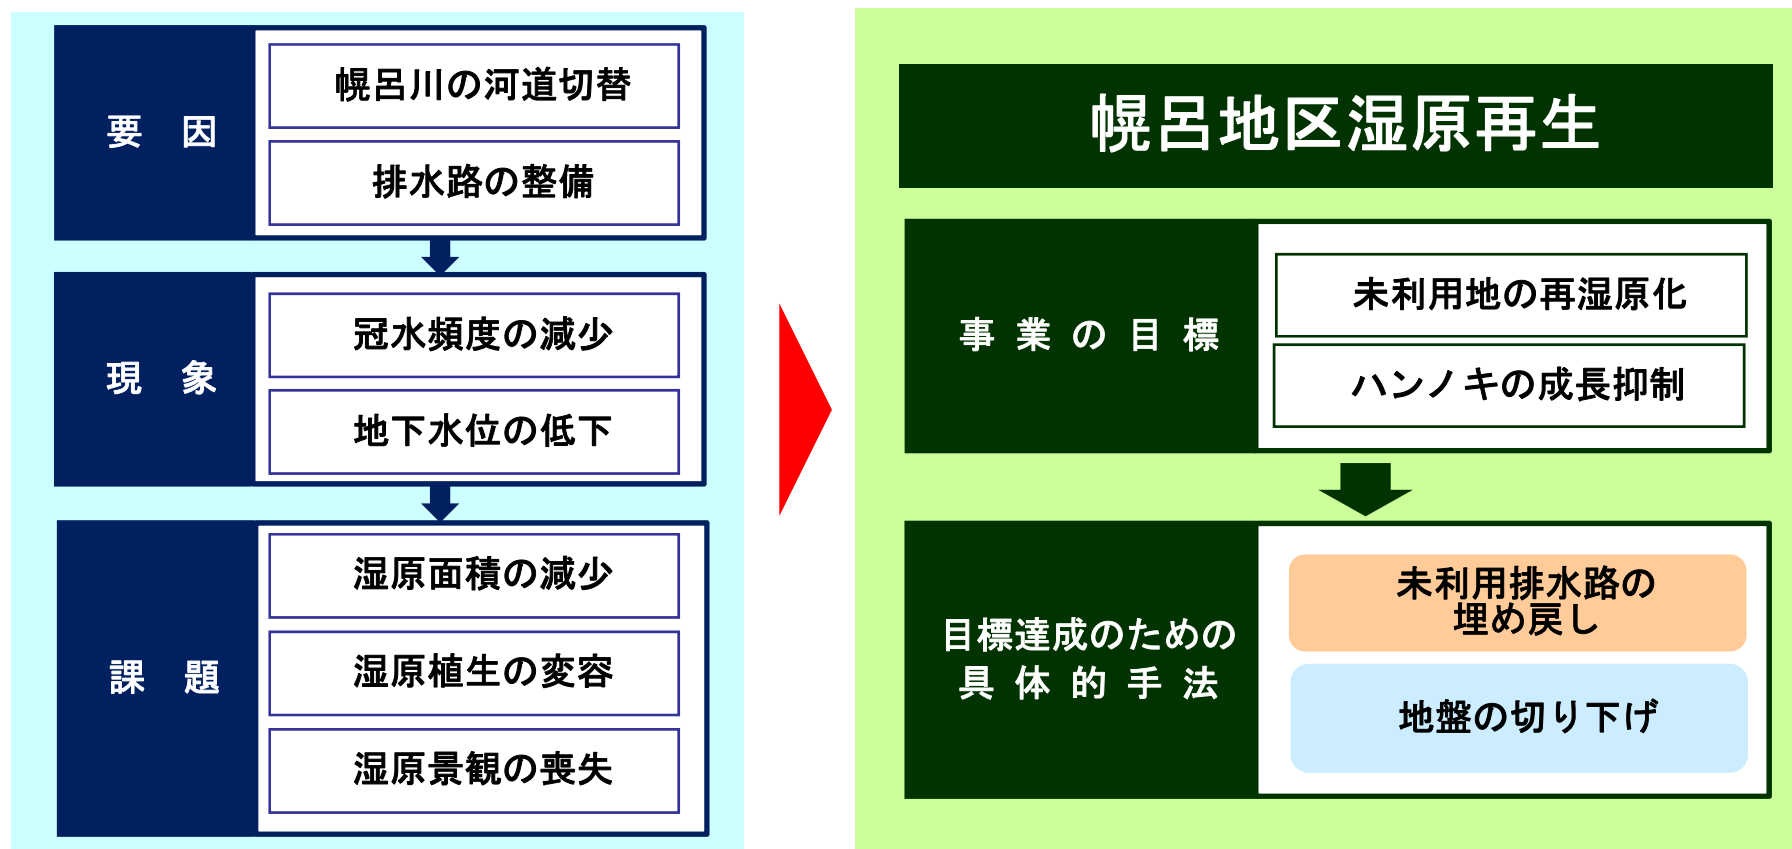 要因
幌呂川の河道切替
排水路の整備
現象
冠水頻度の減少
地下水位の低下
課題
湿原面積の減少
湿原植生の変容
湿原景観の喪失
幌呂地区湿原再生
事業の目標
未利用地の再湿原化
ハンノキの成長抑制
目標達成のための
具体的手法
未利用排水路の
埋め戻し
地盤の切り下げ